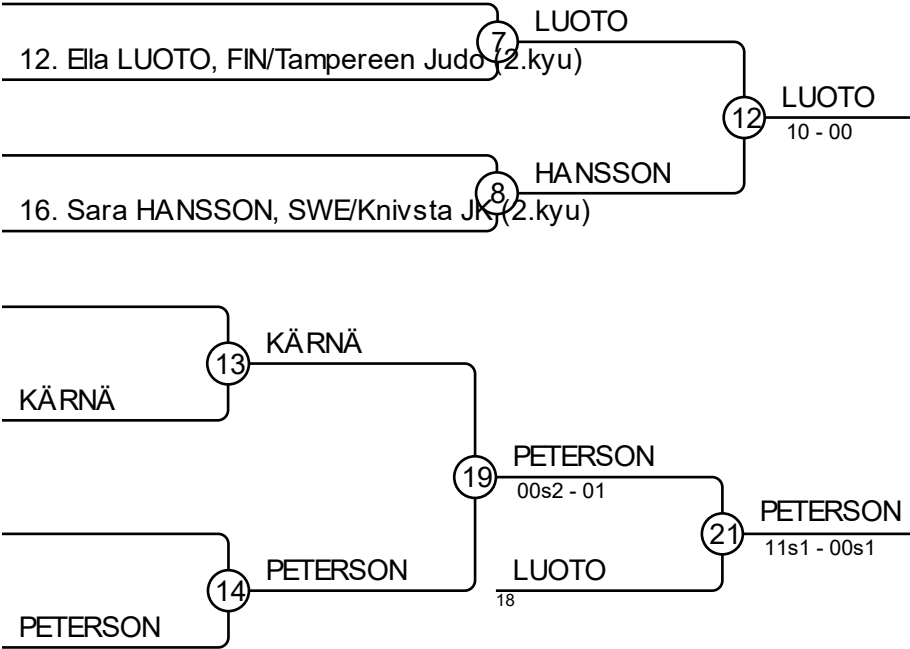 LUOTO
7
12. Ella LUOTO, FIN/Tampereen Judo (2.kyu)
LUOTO
12
10 - 00
HANSSON
8
16. Sara HANSSON, SWE/Knivsta JK (2.kyu)
KÄRNÄ
13
KÄRNÄ
PETERSON
19
00s2 - 01
PETERSON
21
11s1 - 00s1
PETERSON
LUOTO
14
18
PETERSON